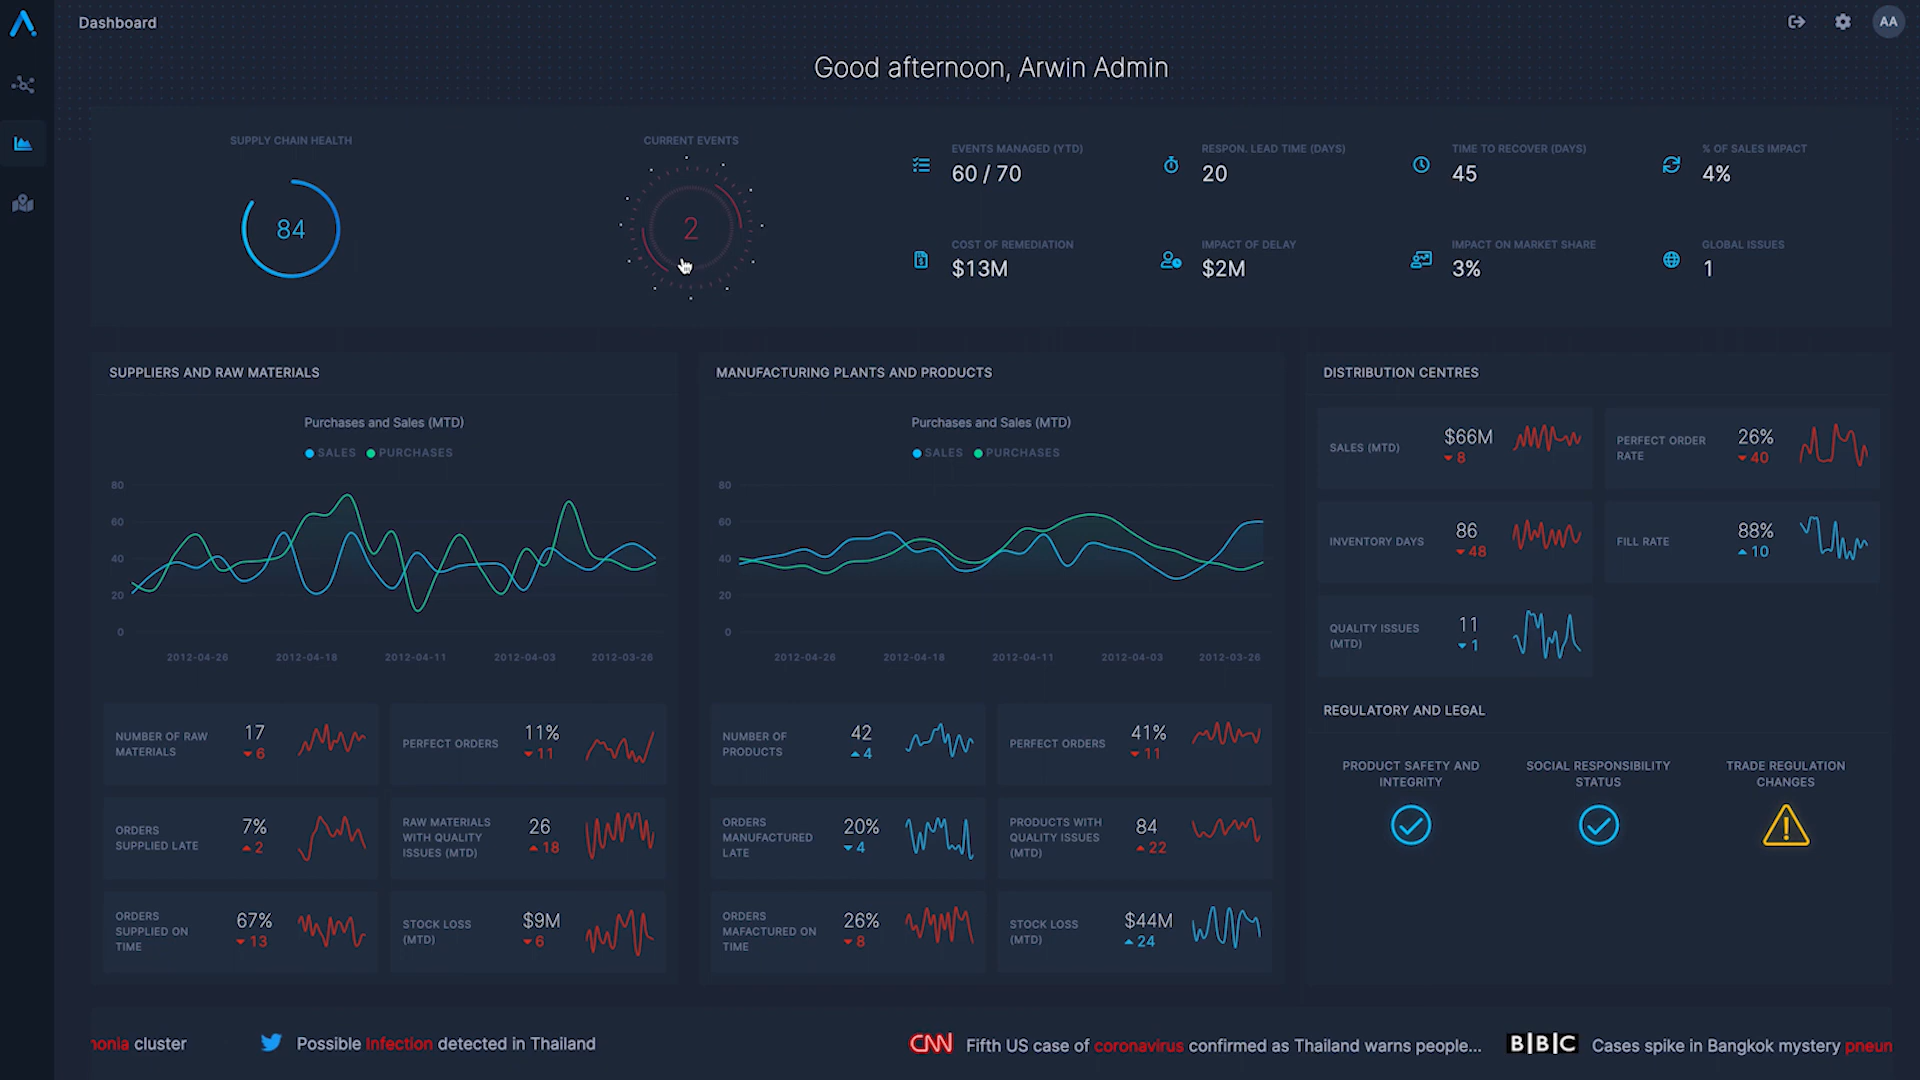 Dashboard
AA
Good afternoon, Arwin Admin
SUPPLY CHAIN HEALTH
84
CURRENT EVENTS
2
EVENTS MANAGED (YTD)
60 / 70
RESPON. LEAD TIME (DAYS)
20
TIME TO RECOVER (DAYS)
45
% OF SALES IMPACT
4%
COST OF REMEDIATION
$13M
IMPACT OF DELAY
$2M
IMPACT ON MARKET SHARE
3%
GLOBAL ISSUES
1
SUPPLIERS AND RAW MATERIALS
Purchases and Sales (MTD)
SALES PURCHASES
80
60
40
20
0
2012-04-26 2012-04-18 2012-04-11 2012-04-03 2012-03-26
NUMBER OF RAW
MATERIALS
17
6
PERFECT ORDERS
11%
11
ORDERS
SUPPLIED LATE
7%
2
RAW MATERIALS
WITH QUALITY
ISSUES (MTD)
26
18
ORDERS
SUPPLIED ON
TIME
67%
13
STOCK LOSS
(MTD)
$9M
6
MANUFACTURING PLANTS AND PRODUCTS
Purchases and Sales (MTD)
SALES PURCHASES
80
60
40
20
0
2012-04-26 2012-04-18 2012-04-11 2012-04-03 2012-03-26
NUMBER OF
PRODUCTS
42
4
PERFECT ORDERS
41%
11
ORDERS
MANUFACTURED
LATE
20%
4
PRODUCTS WITH
QUALITY ISSUES
(MTD)
84
22
ORDERS
MAFACTURED ON
TIME
26%
8
STOCK LOSS
(MTD)
$44M
24
DISTRIBUTION CENTRES
SALES (MTD)
$66M
8
PERFECT ORDER
RATE
26%
40
INVENTORY DAYS
86
48
FILL RATE
88%
10
QUALITY ISSUES
(MTD)
11
1
REGULATORY AND LEGAL
PRODUCT SAFETY AND
INTEGRITY
SOCIAL RESPONSIBILITY
STATUS
TRADE REGULATION
CHANGES
nonia cluster
Possible Infection detected in Thailand
CNN Fifth US case of coronavirus confirmed as Thailand warns people...
BBC Cases spike in Bangkok mystery pneun